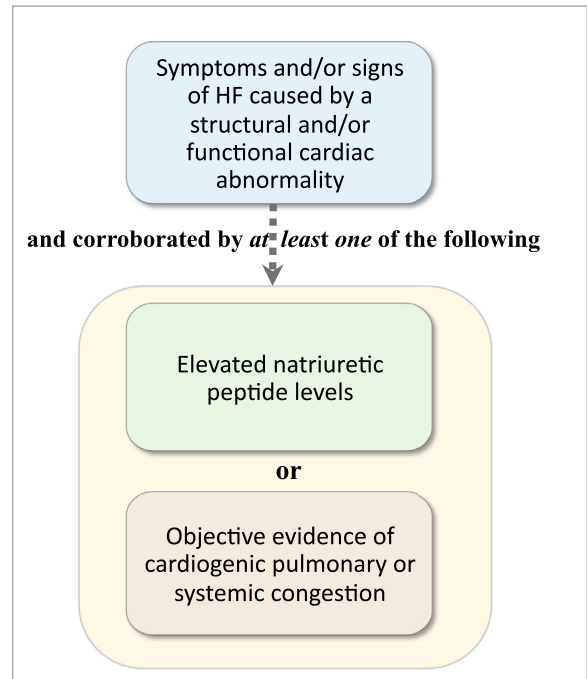 Symptoms and/or signs
of HF caused by a
structural and/or
functional cardiac
abnormality
and corroborated by at least one of the following
Elevated natriuretic
peptide levels
or
Objective evidence of
cardiogenic pulmonary or
systemic congestion